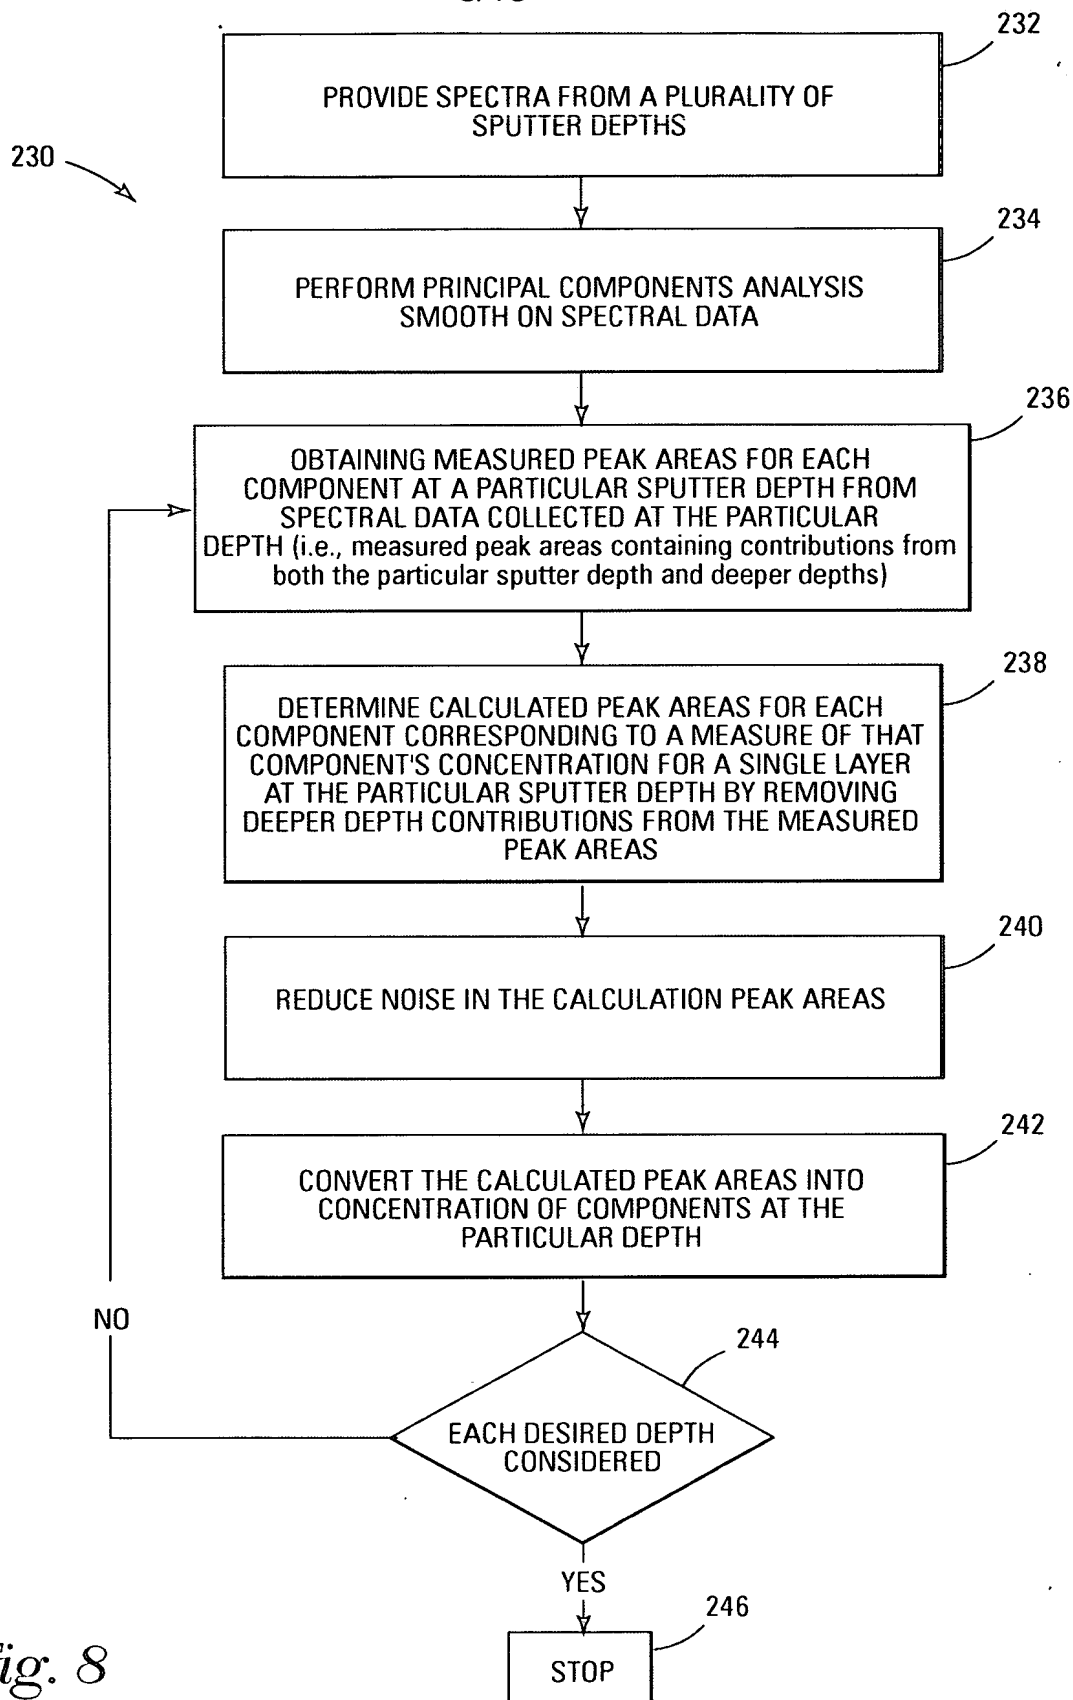 232
PROVIDE SPECTRA FROM A PLURALITY OF
SPUTTER DEPTHS
230
234
PERFORM PRINCIPAL COMPONENTS ANALYSIS
SMOOTH ON SPECTRAL DATA
236
OBTAINING MEASURED PEAK AREAS FOR EACH
COMPONENT AT A PARTICULAR SPUTTER DEPTH FROM
SPECTRAL DATA COLLECTED AT THE PARTICULAR
DEPTH (i.e., measured peak areas containing contributions from
both the particular sputter depth and deeper depths)
238
DETERMINE CALCULATED PEAK AREAS FOR EACH
COMPONENT CORRESPONDING TO A MEASURE OF THAT
COMPONENT'S CONCENTRATION FOR A SINGLE LAYER
AT THE PARTICULAR SPUTTER DEPTH BY REMOVING
DEEPER DEPTH CONTRIBUTIONS FROM THE MEASURED
PEAK AREAS
240
REDUCE NOISE IN THE CALCULATION PEAK AREAS
242
CONVERT THE CALCULATED PEAK AREAS INTO
CONCENTRATION OF COMPONENTS AT THE
PARTICULAR DEPTH
NO
244
EACH DESIRED DEPTH
CONSIDERED
YES
246
STOP
ig. 8